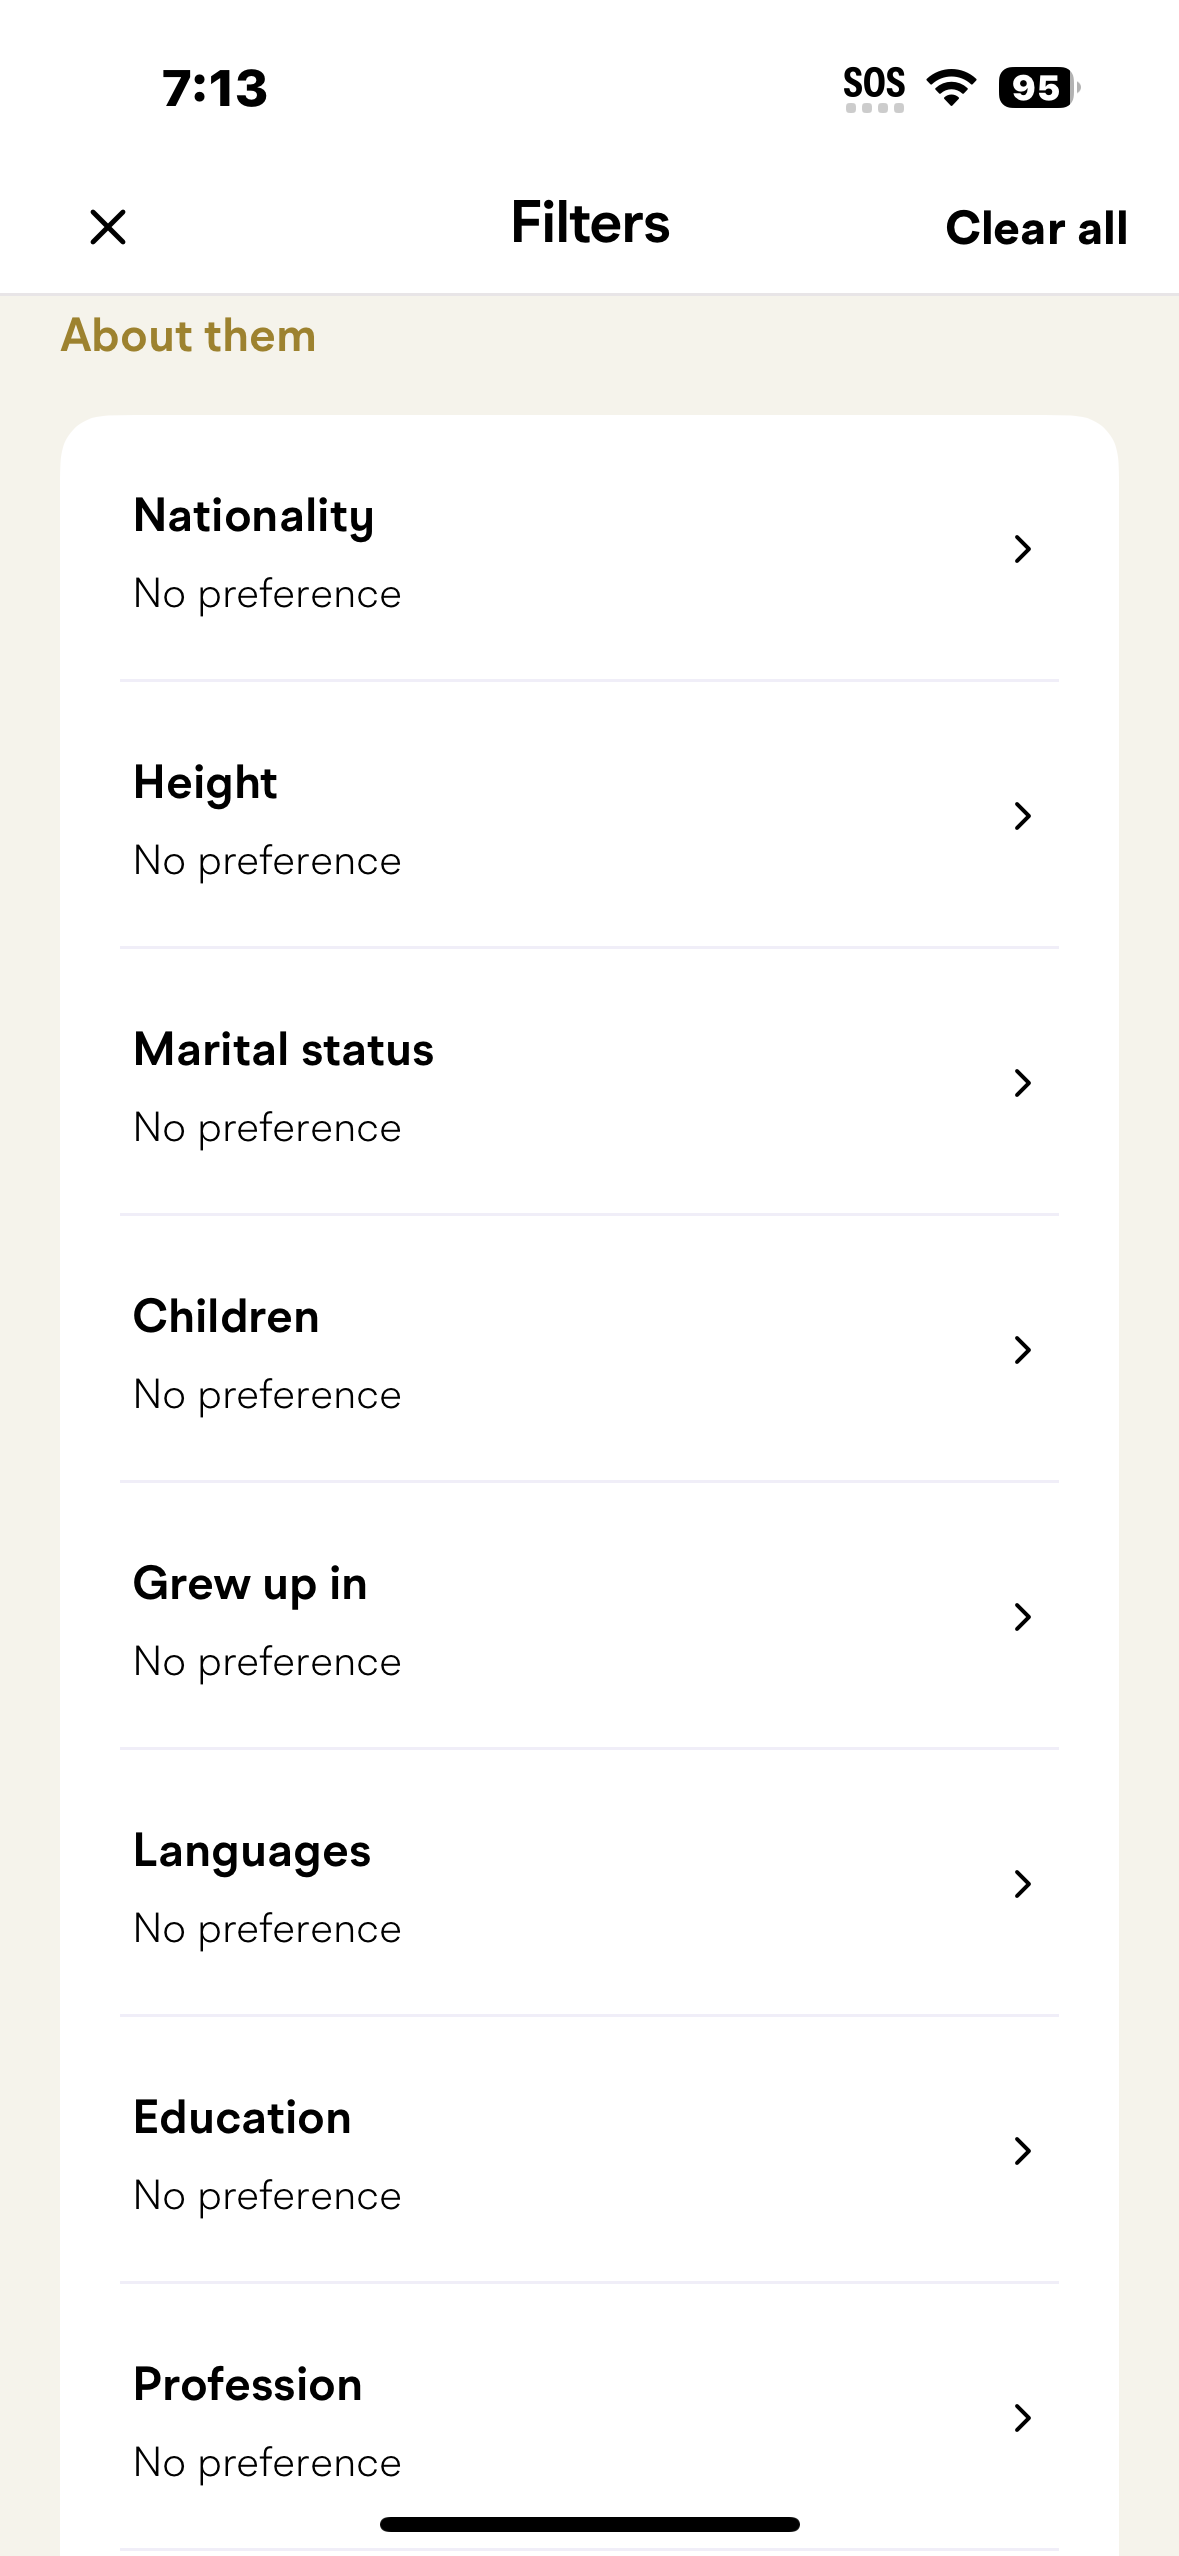 7:13
SOS
95
Filters
Clear all
About them
Nationality
No preference
Height
No preference
Marital status
No preference
Children
No preference
Grew up in
No preference
Languages
No preference
Education
No preference
Profession
No preference